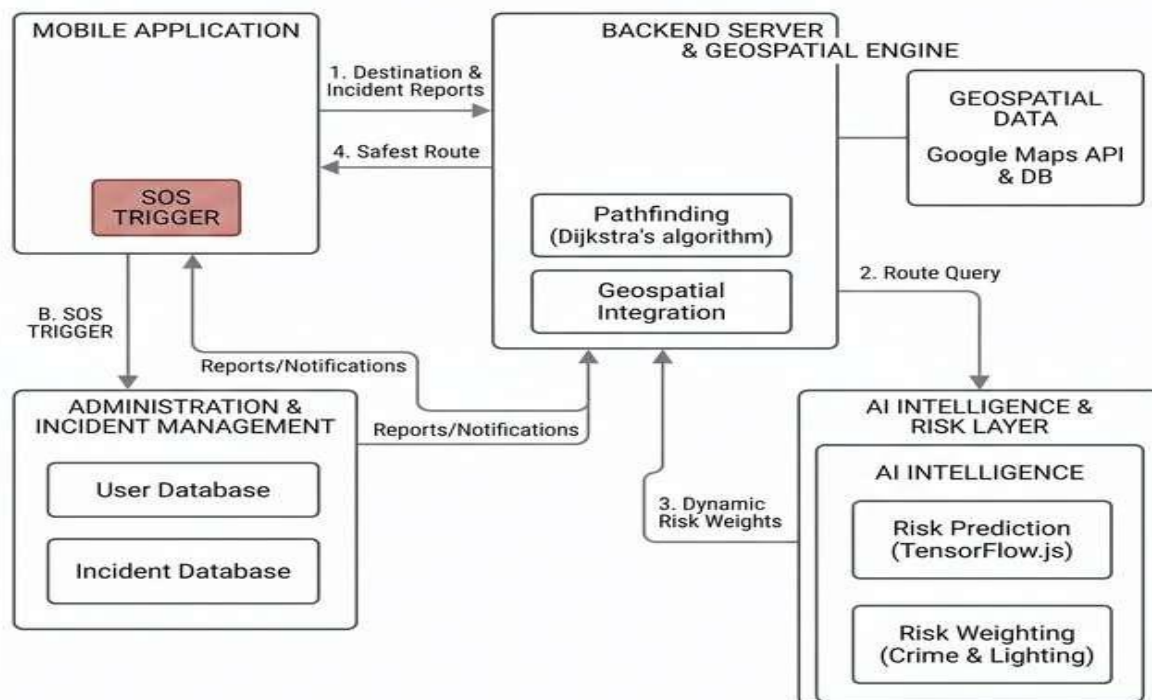 MOBILE APPLICATION
SOS
TRIGGER
1. Destination &
Incident Reports
4. Safest Route
BACKEND SERVER
& GEOSPATIAL ENGINE
Pathfinding
(Dijkstra's algorithm)
Geospatial
Integration
GEOSPATIAL
DATA
Google Maps API
& DB
2. Route Query
B. SOS
TRIGGER
Reports/Notifications
Reports/Notifications
ADMINISTRATION &
INCIDENT MANAGEMENT
User Database
Incident Database
3. Dynamic
Risk Weights
AI INTELLIGENCE &
RISK LAYER
AI INTELLIGENCE
Risk Prediction
(TensorFlow.js)
Risk Weighting
(Crime & Lighting)